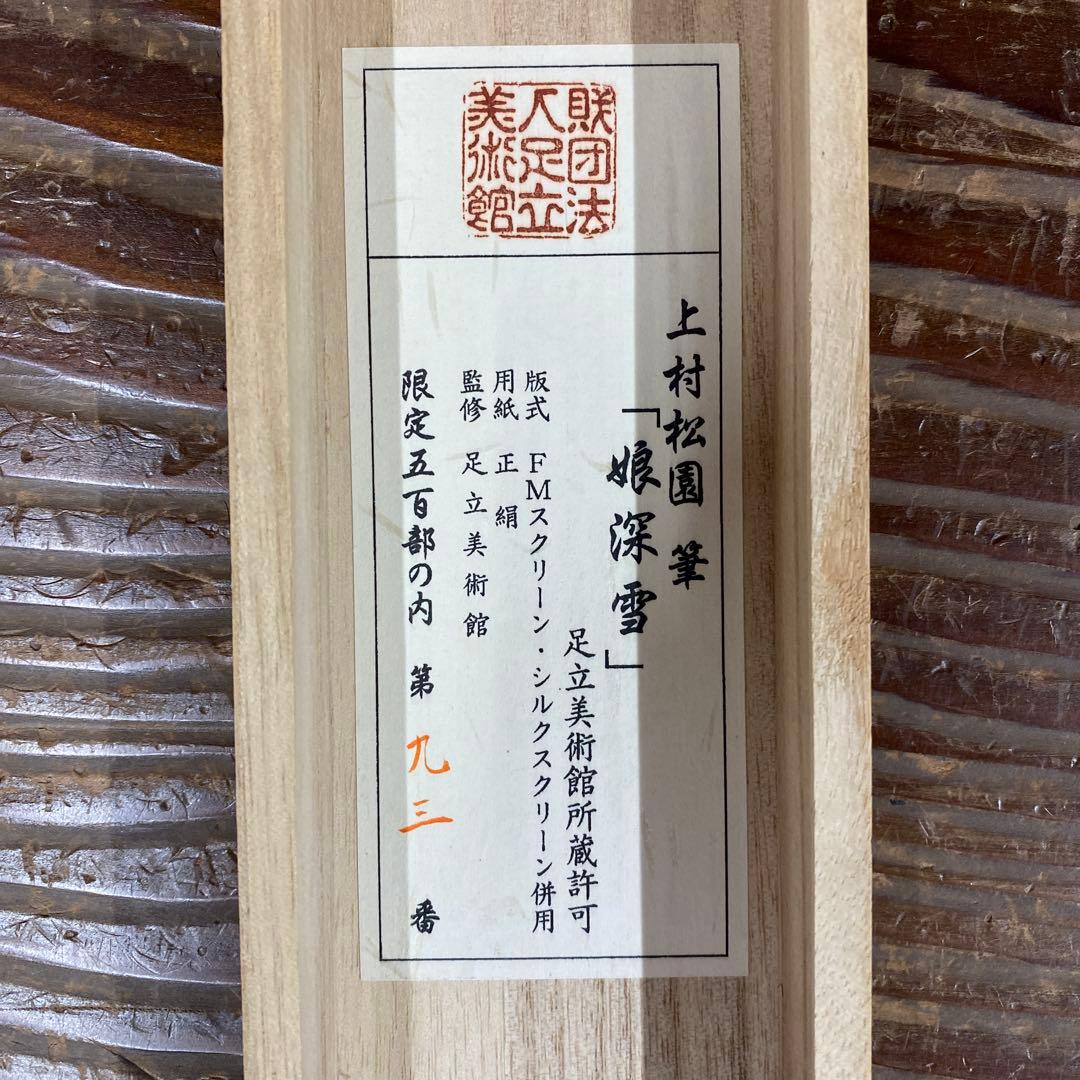 財団法
人足立
美術館
上村松園 筆
「娘深雪」
足立美術館所蔵許可
版式 FMスクリーン・シルクスクリーン併用
用紙 正絹
監修 足立美術館
限定五百部の内 第九三番